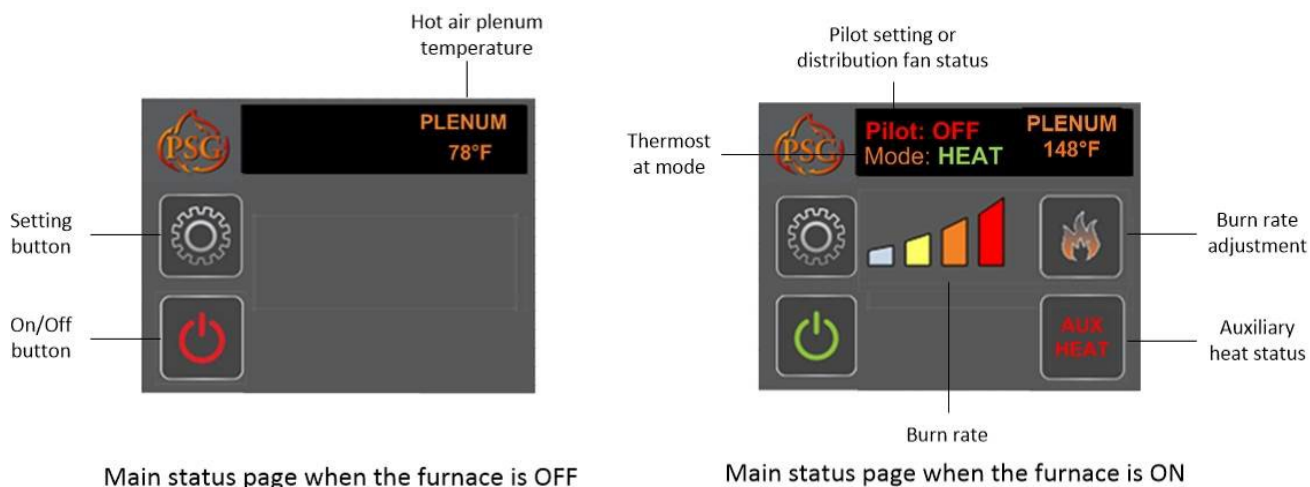 Hot air plenum
temperature
PSG
PLENUM
78°F
Setting
button
On/Off
button
Main status page when the furnace is OFF
Pilot setting or
distribution fan status
Thermost
at mode
PSG
Pilot: OFF
Mode: HEAT
PLENUM
148°F
Burn rate
adjustment
AUX
HEAT
Auxiliary
heat status
Burn rate
Main status page when the furnace is ON